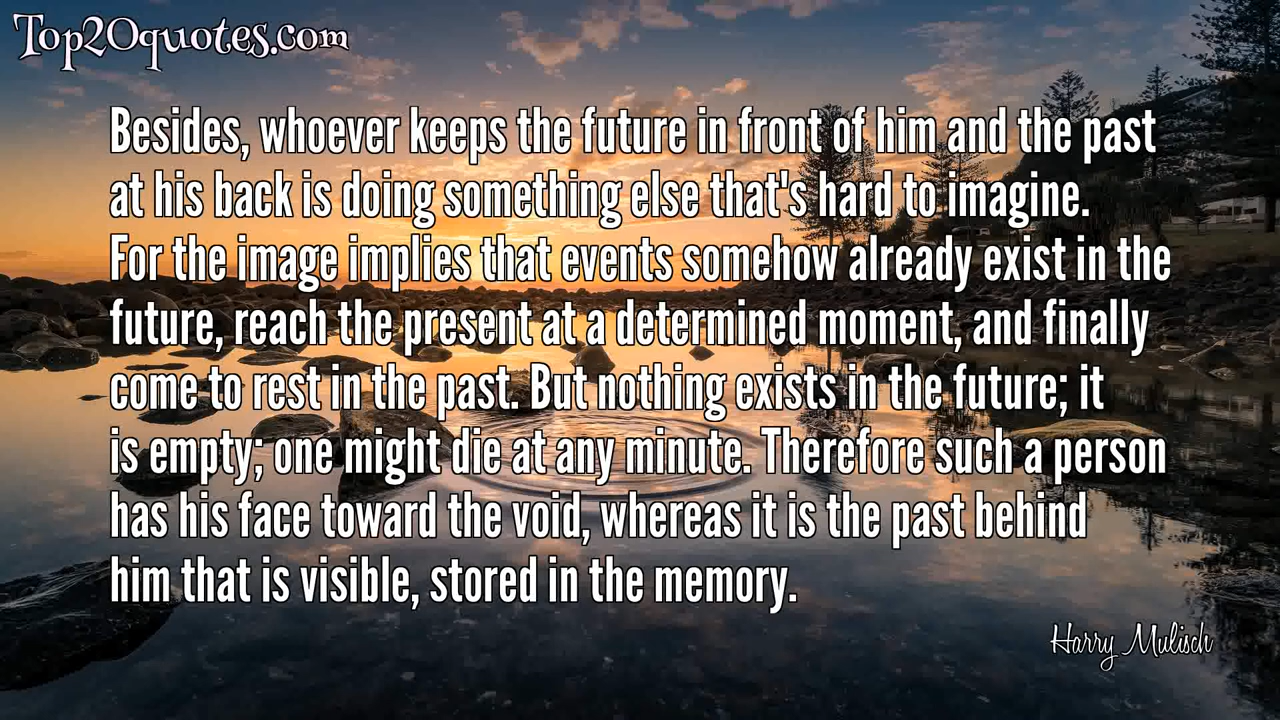 Top20quotes.com
Besides, whoever keeps the future in front of him and the past
at his back is doing something else that's hard to imagine.
For the image implies that events somehow already exist in the
future, reach the present at a determined moment, and finally
come to rest in the past. But nothing exists in the future; it
is empty; one might die at any minute. Therefore such a person
has his face toward the void, whereas it is the past behind
him that is visible, stored in the memory.
Harry Mulisch